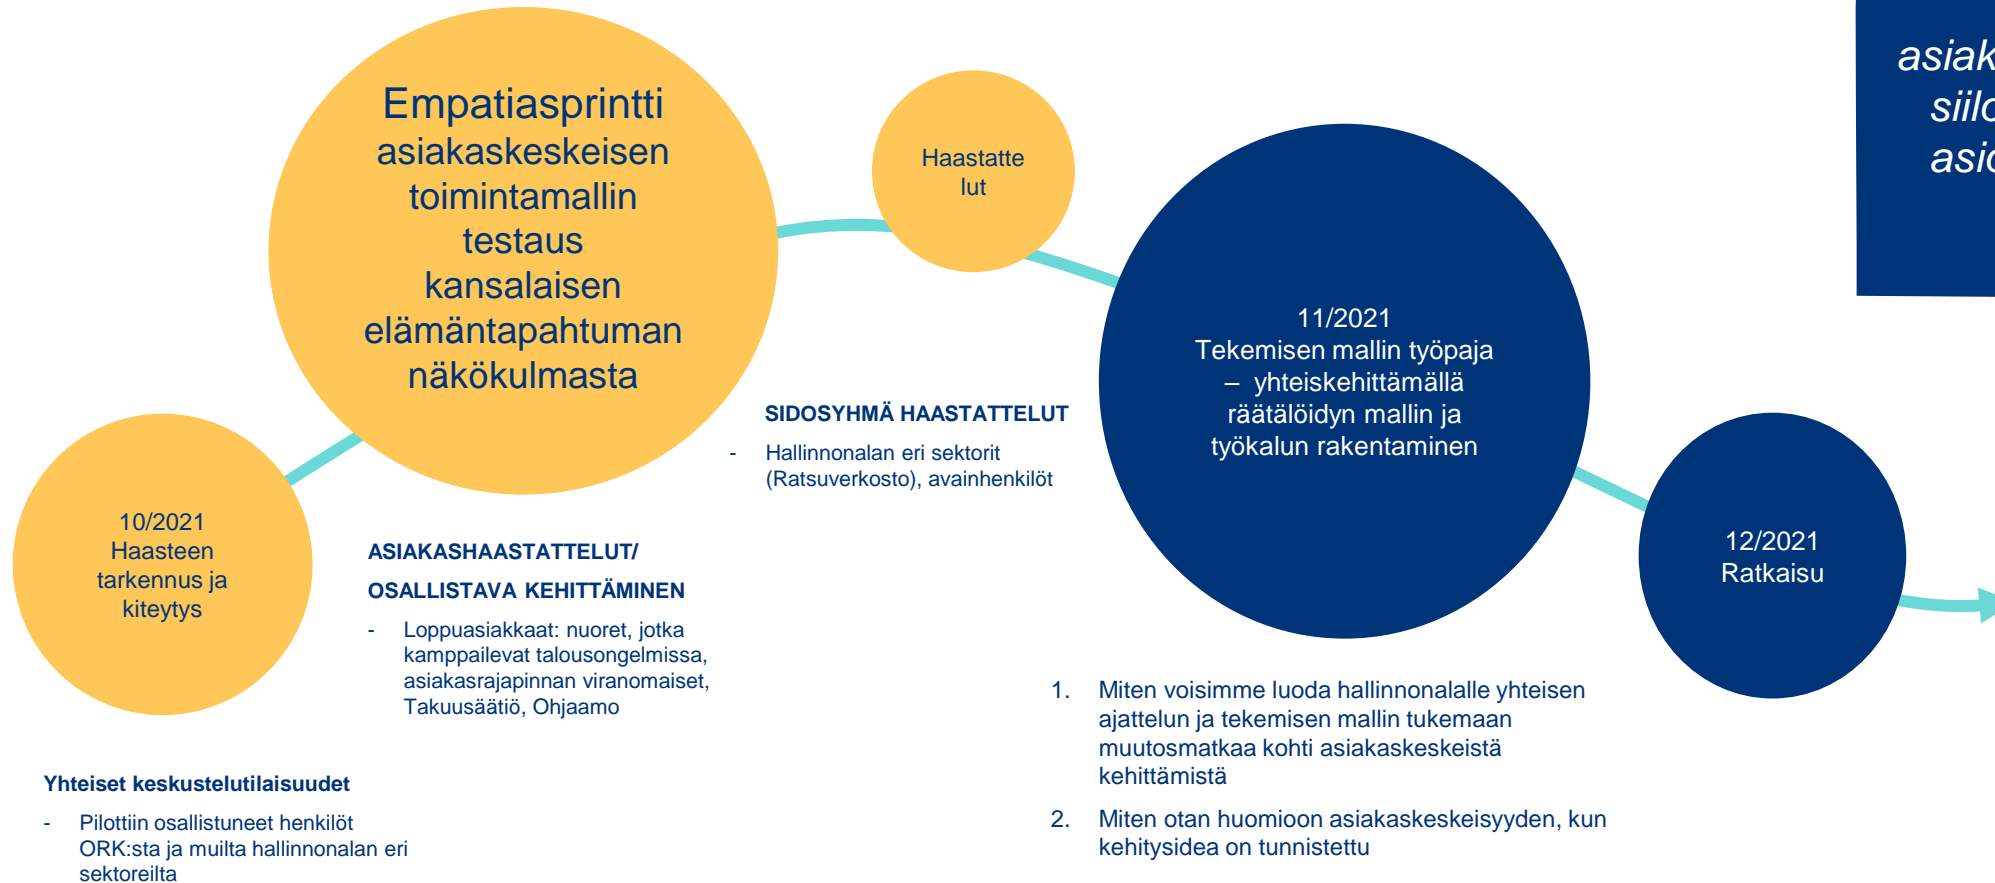 Empatiasprintti
asiakaskeskeisen
toimintamallin
testaus
kansalaisen
elämäntapahtuman
näkökulmasta
Haastatte
lut
10/2021
Haasteen
tarkennus ja
kiteytys
Yhteiset keskustelutilaisuudet
- Pilottiin osallistuneet henkilöt
ORK:sta ja muilta hallinnonalan eri
sektoreilta
ASIAKASHAASTATTELUT/
OSALLISTAVA KEHITTÄMINEN
- Loppuasiakkaat: nuoret, jotka
kamppailevat talousongelmissa,
asiakasrajapinnan viranomaiset,
Takuusäätiö, Ohjaamo
SIDOSYHMÄ HAASTATTELUT
- Hallinnonalan eri sektorit
(Ratsuverkosto), avainhenkilöt
11/2021
Tekemisen mallin työpaja
– yhteiskehittämällä
räätälöidyn mallin ja
työkalun rakentaminen
1. Miten voisimme luoda hallinnonalalle yhteisen
ajattelun ja tekemisen mallin tukemaan
muutosmatkaa kohti asiakaskeskeistä
kehittämistä
2. Miten otan huomioon asiakaskeskeisyyden, kun
kehitysidea on tunnistettu
12/2021
Ratkaisu